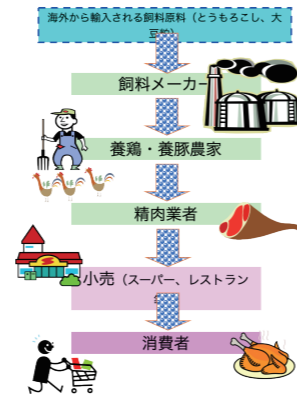 海外から輸入される飼料原料（とうもろこし、大
飼料メーカー
養鶏・養豚農家
精肉業者
小売（スーパー、レストラン
消費者